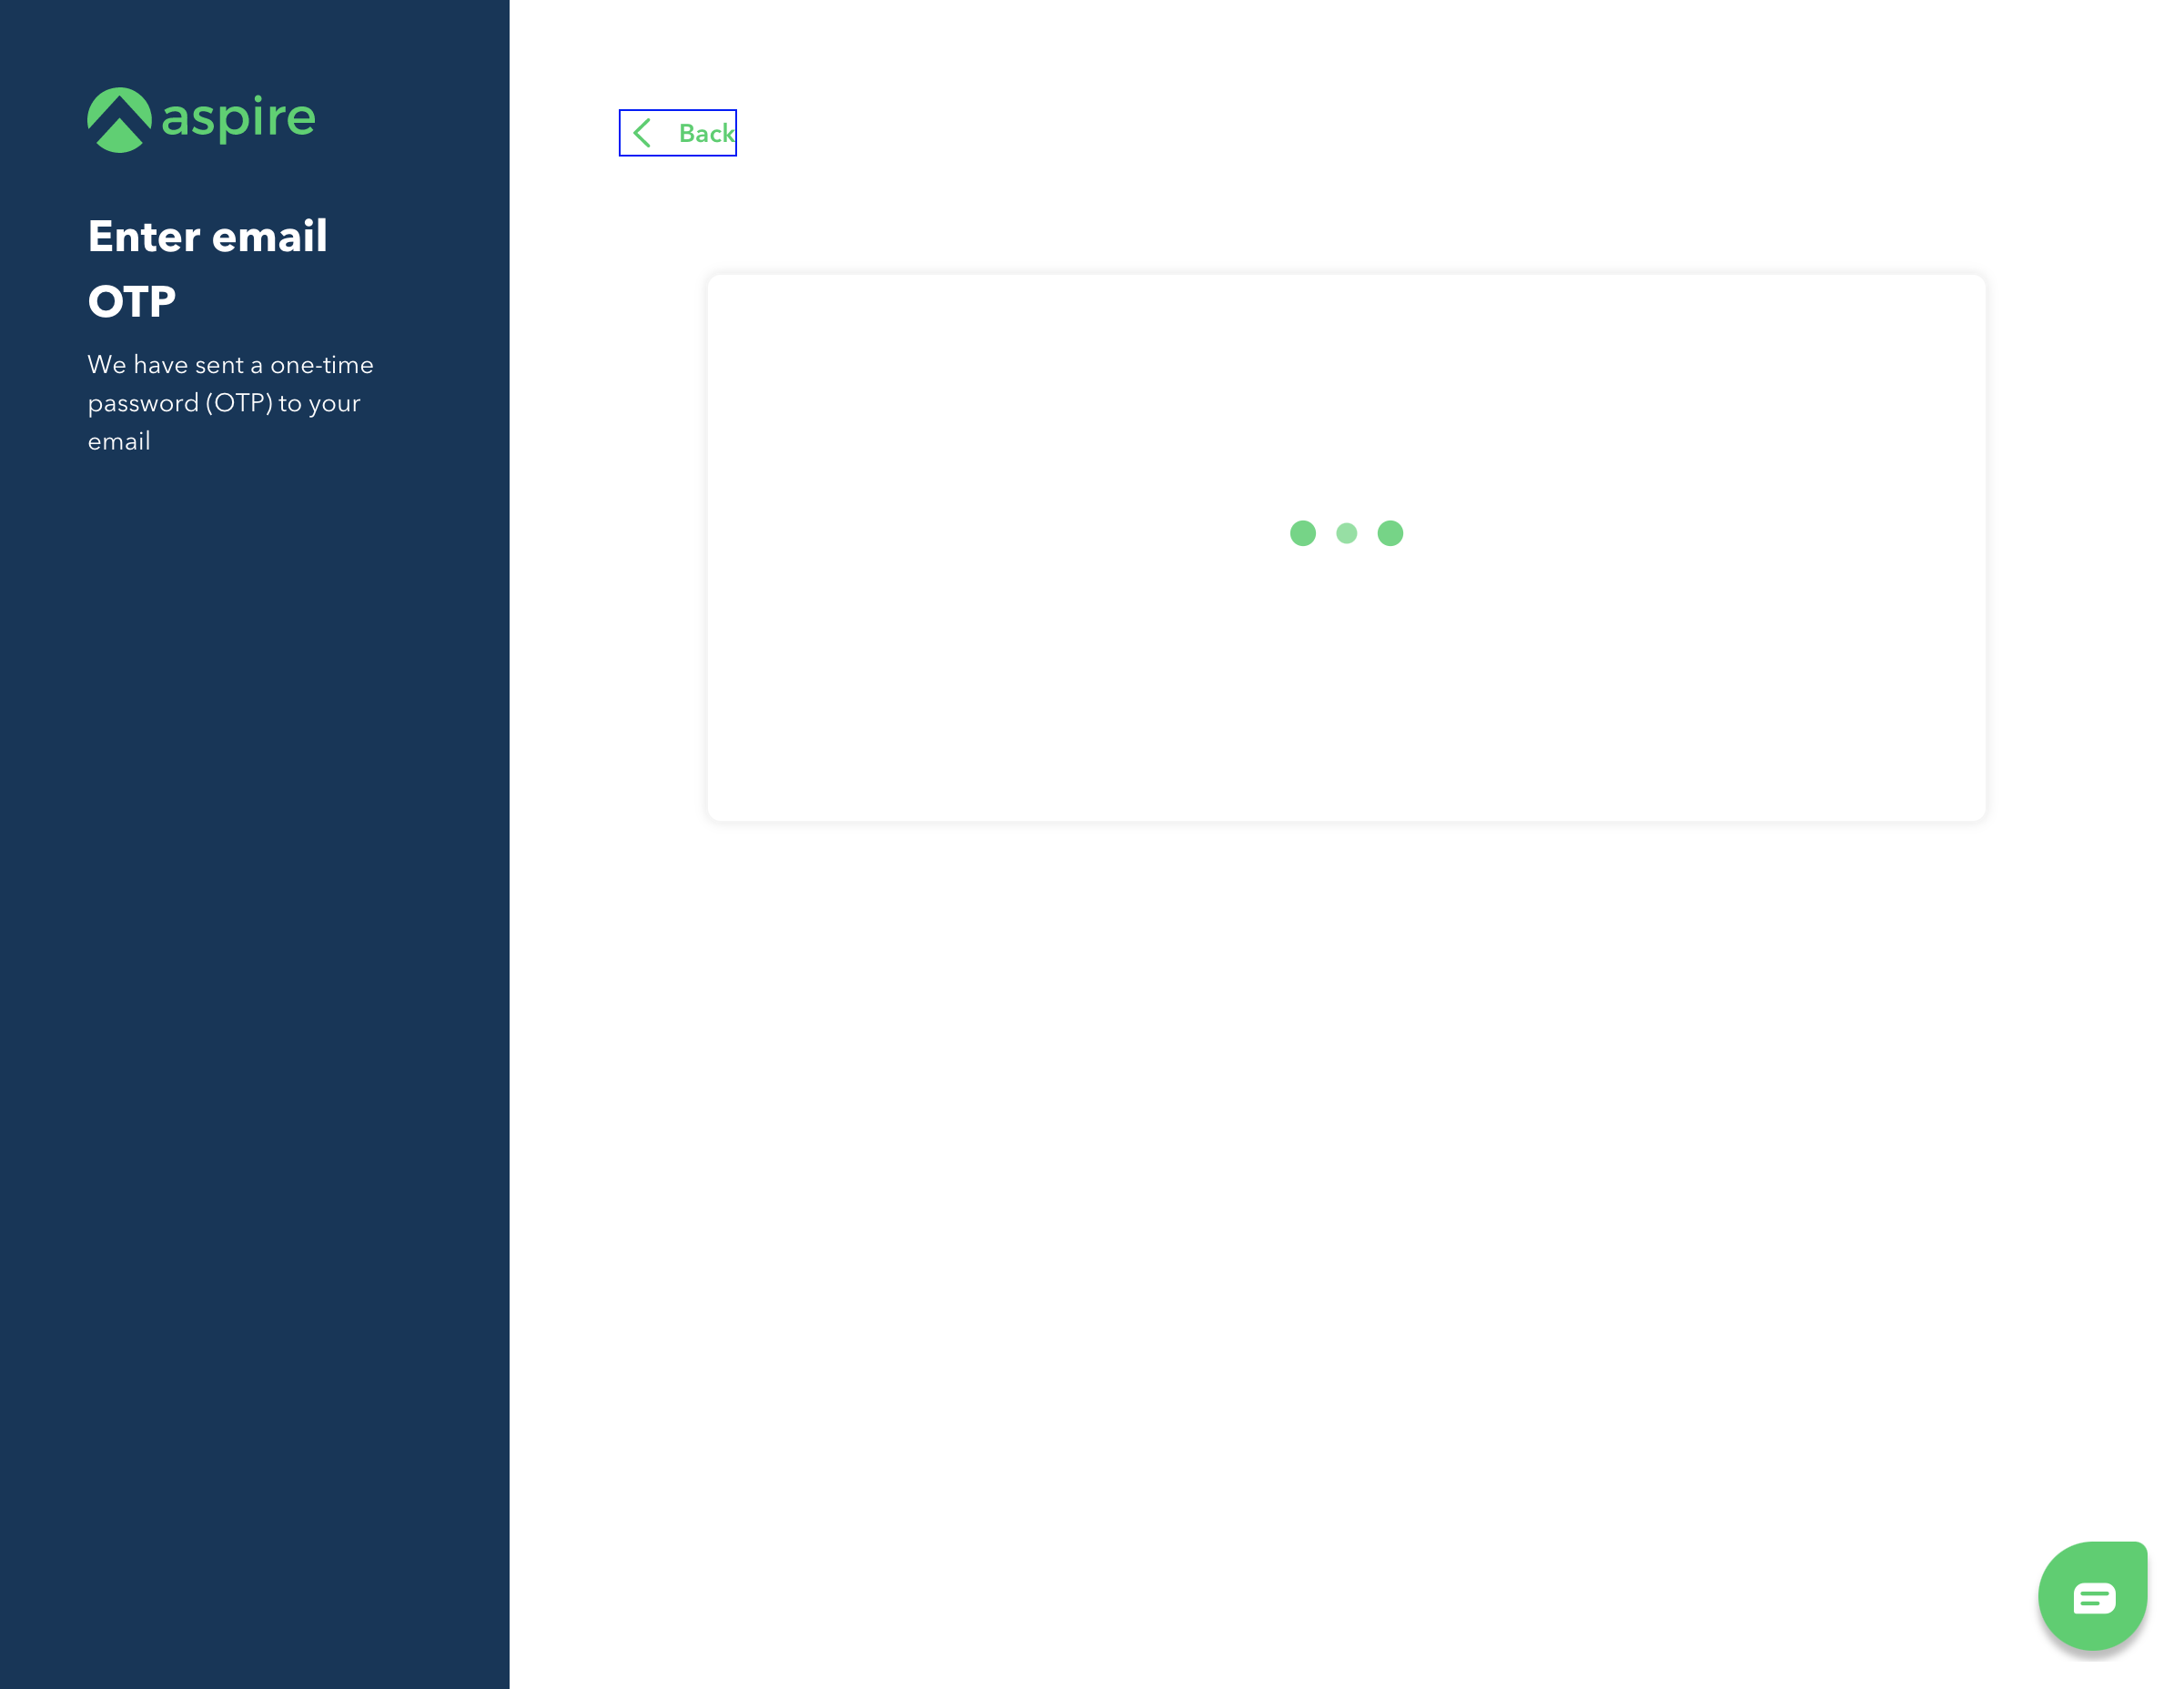 aspire
Enter email
OTP
We have sent a one-time
password (OTP) to your
email
Back